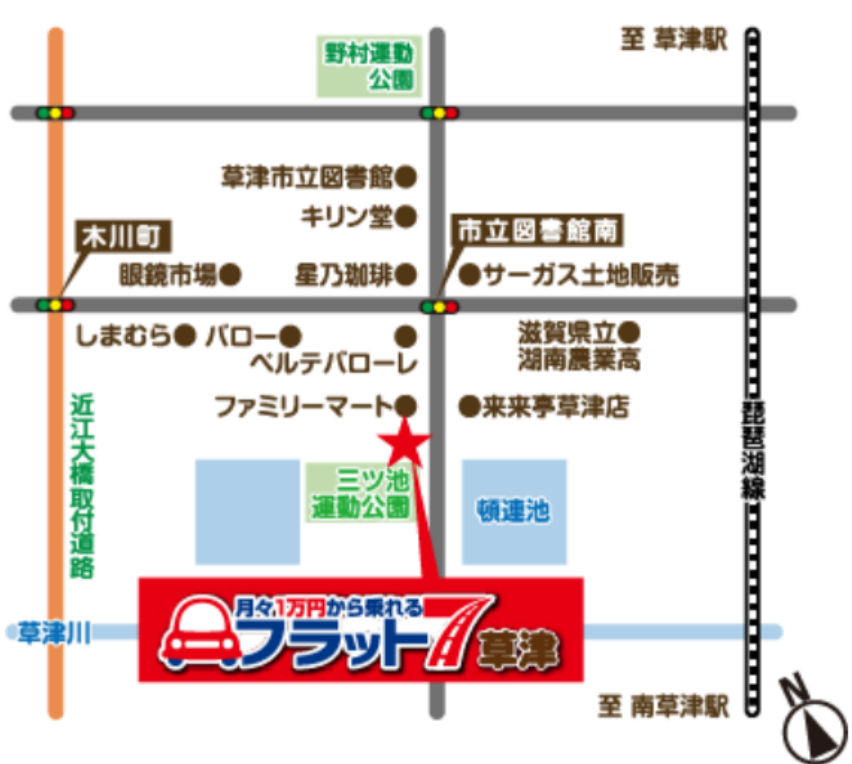 至 草津駅
野村運動
公園
草津市立図書館
キリン堂
市立図書館南
木川町
眼鏡市場
星乃珈琲
サーガス土地販売
しまむら
バロー
ベルテバローレ
滋賀県立
湖南農業高
ファミリーマート
来来亭草津店
近江大橋取付道路
琵琶湖線
三ツ池
運動公園
頓連池
月々1万円から乗れる
フラット7草津
草津川
至 南草津駅
N